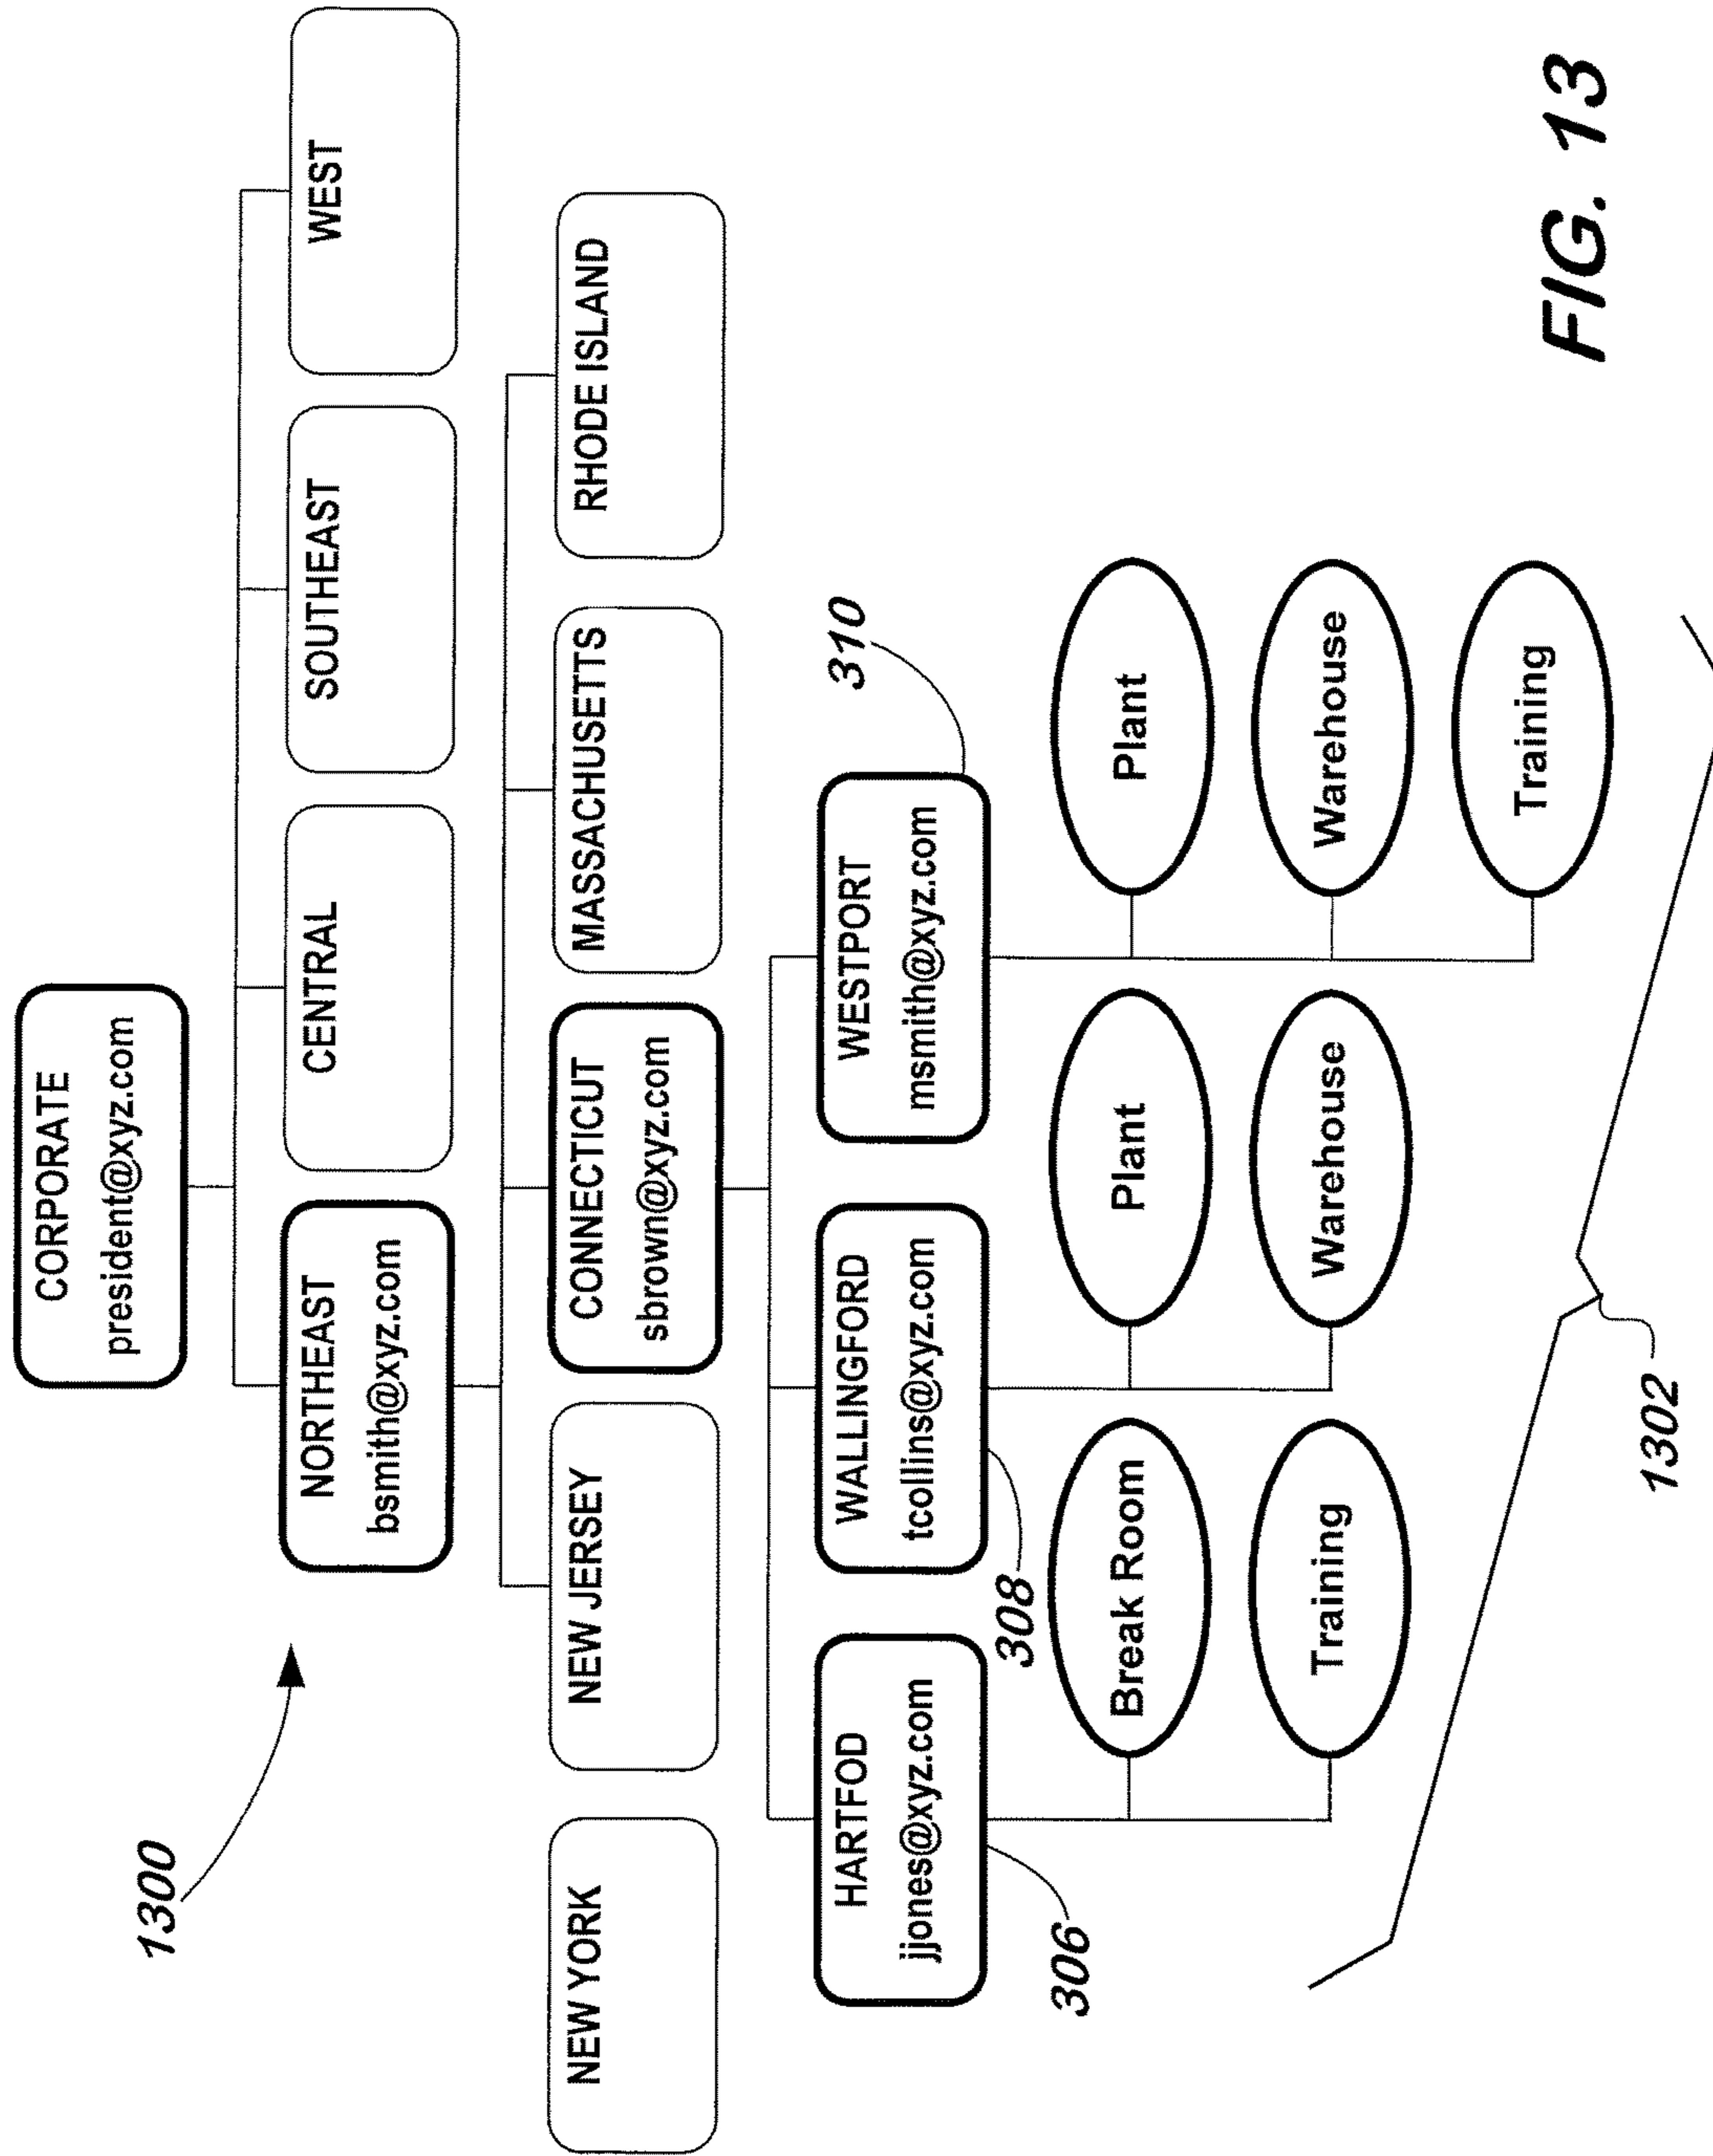 1300
CORPORATE
president@xyz.com
NORTHEAST
bsmith@xyz.com
CENTRAL
SOUTHEAST
WEST
NEW YORK
NEW JERSEY
CONNECTICUT
sbrown@xyz.com
MASSACHUSETTS
RHODE ISLAND
HARTFOD
jjones@xyz.com
WALLINGFORD
tcollins@xyz.com
WESTPORT
msmith@xyz.com
306
308
310
Break Room
Plant
Plant
Training
Warehouse
Warehouse
Training
1302
FIG. 13